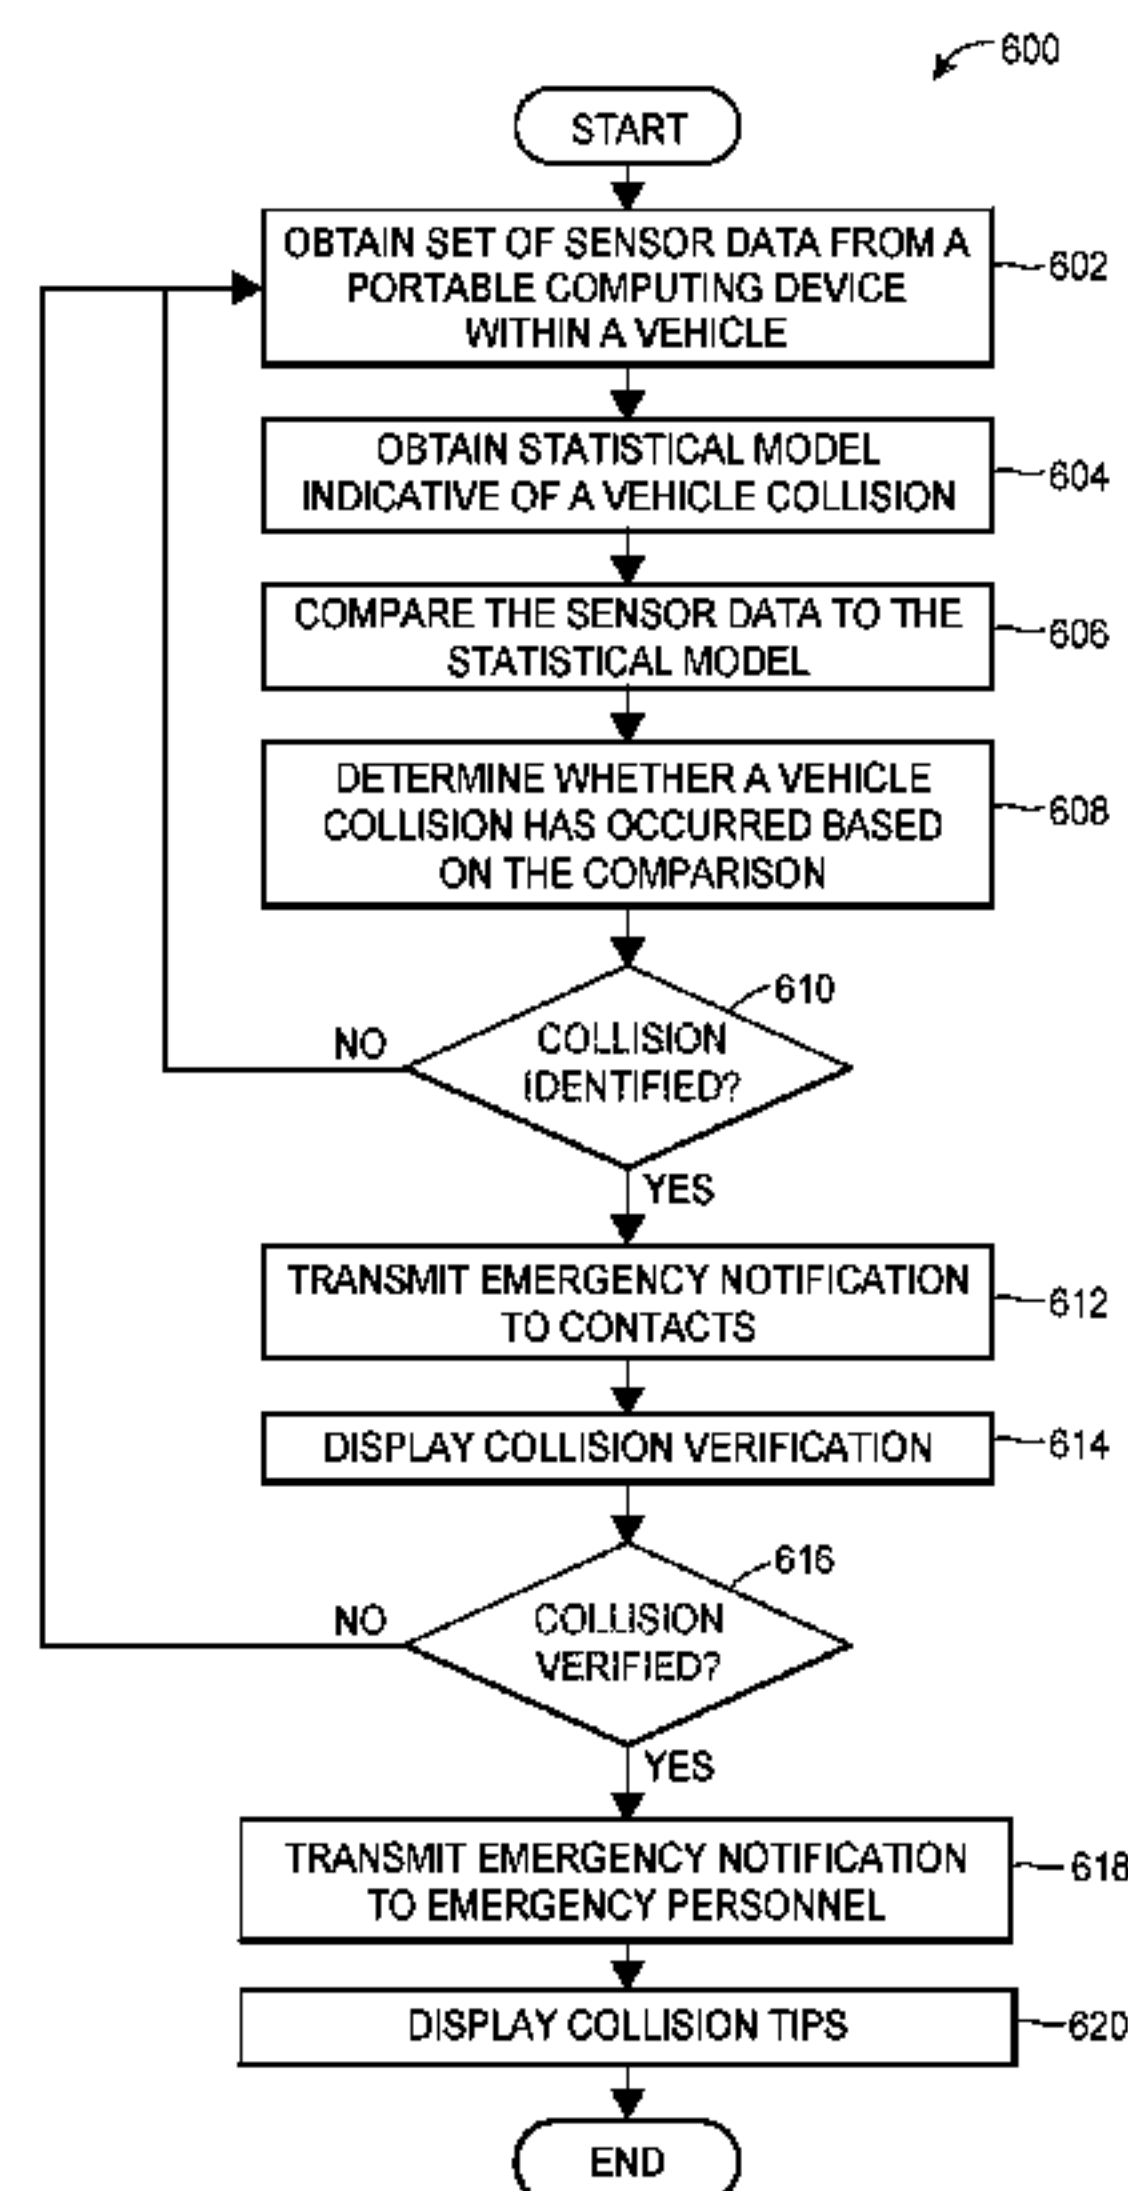 600
START
OBTAIN SET OF SENSOR DATA FROM A
PORTABLE COMPUTING DEVICE
WITHIN A VEHICLE
602
OBTAIN STATISTICAL MODEL
INDICATIVE OF A VEHICLE COLLISION
604
COMPARE THE SENSOR DATA TO THE
STATISTICAL MODEL
606
DETERMINE WHETHER A VEHICLE
COLLISION HAS OCCURRED BASED
ON THE COMPARISON
608
610
NO
COLLISION
IDENTIFIED?
YES
TRANSMIT EMERGENCY NOTIFICATION
TO CONTACTS
612
DISPLAY COLLISION VERIFICATION
614
616
NO
COLLISION
VERIFIED?
YES
TRANSMIT EMERGENCY NOTIFICATION
TO EMERGENCY PERSONNEL
618
DISPLAY COLLISION TIPS
620
END